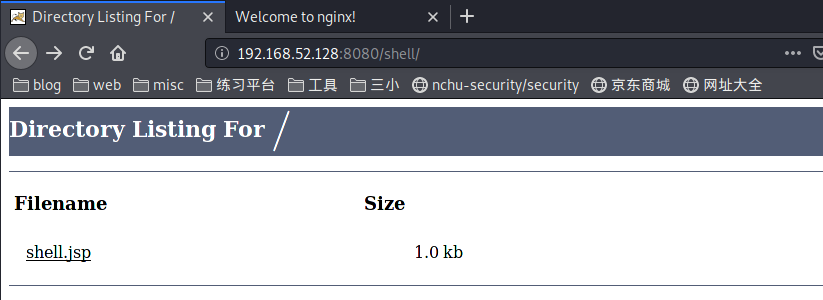 Directory Listing For /
Welcome to nginx!
192.168.52.128:8080/shell/
blog web misc 练习平台 工具 三小 nchu-security/security 京东商城 网址大全
Directory Listing For /
Filename Size
shell.jsp 1.0 kb